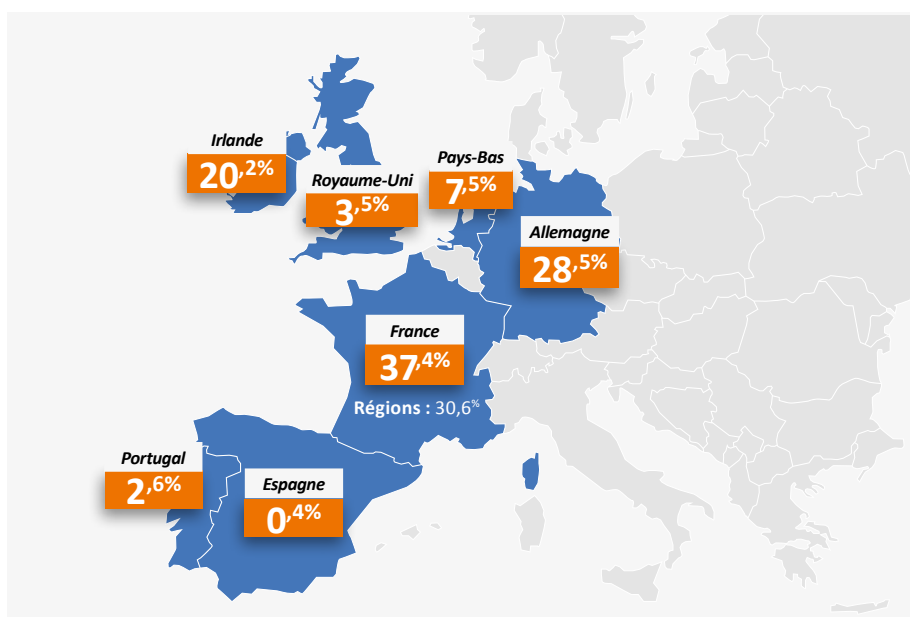 Irlande
20,2%
Royaume-Uni
3,5%
Pays-Bas
7,5%
Allemagne
28,5%
France
37,4%
Régions : 30,6%
Portugal
2,6%
Espagne
0,4%